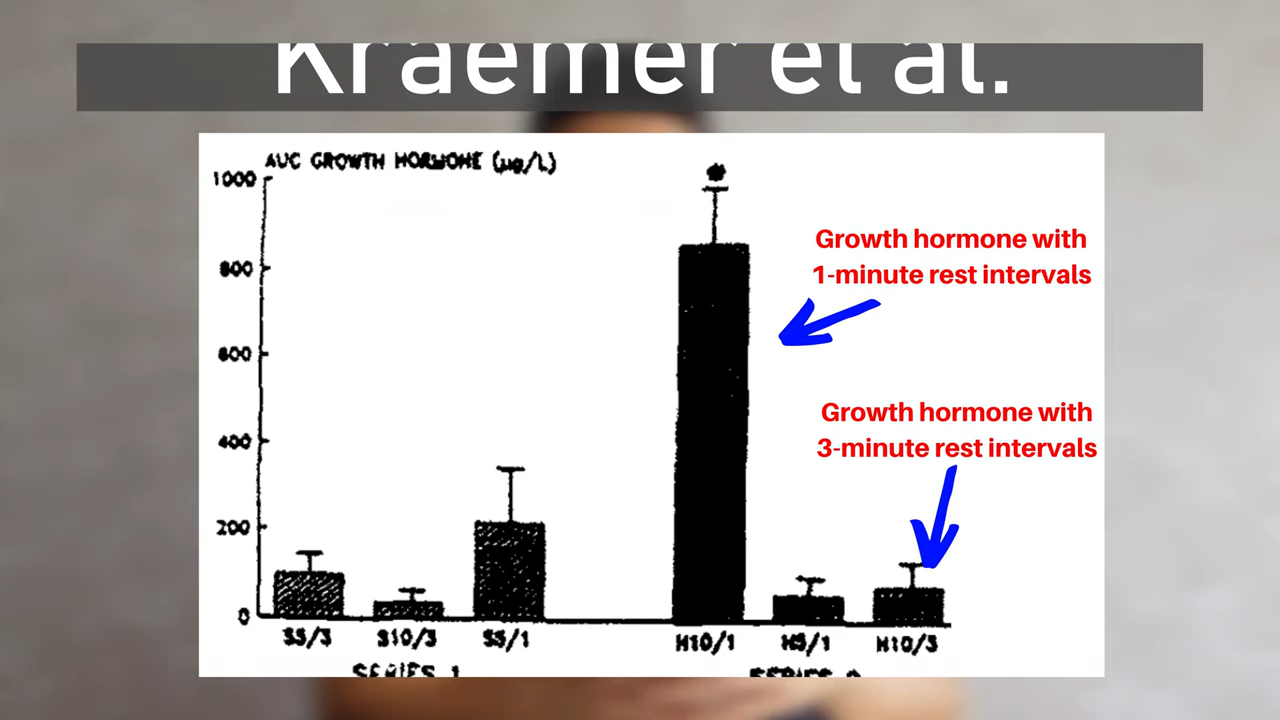 Kraemer et al.
AUC GROWTH HORMONE (µg/L)
1000
800
600
400
200
0
S5/3
S10/3
S5/1
H10/1
H5/1
H10/3
SERIES 1
Growth hormone with
1-minute rest intervals
Growth hormone with
3-minute rest intervals